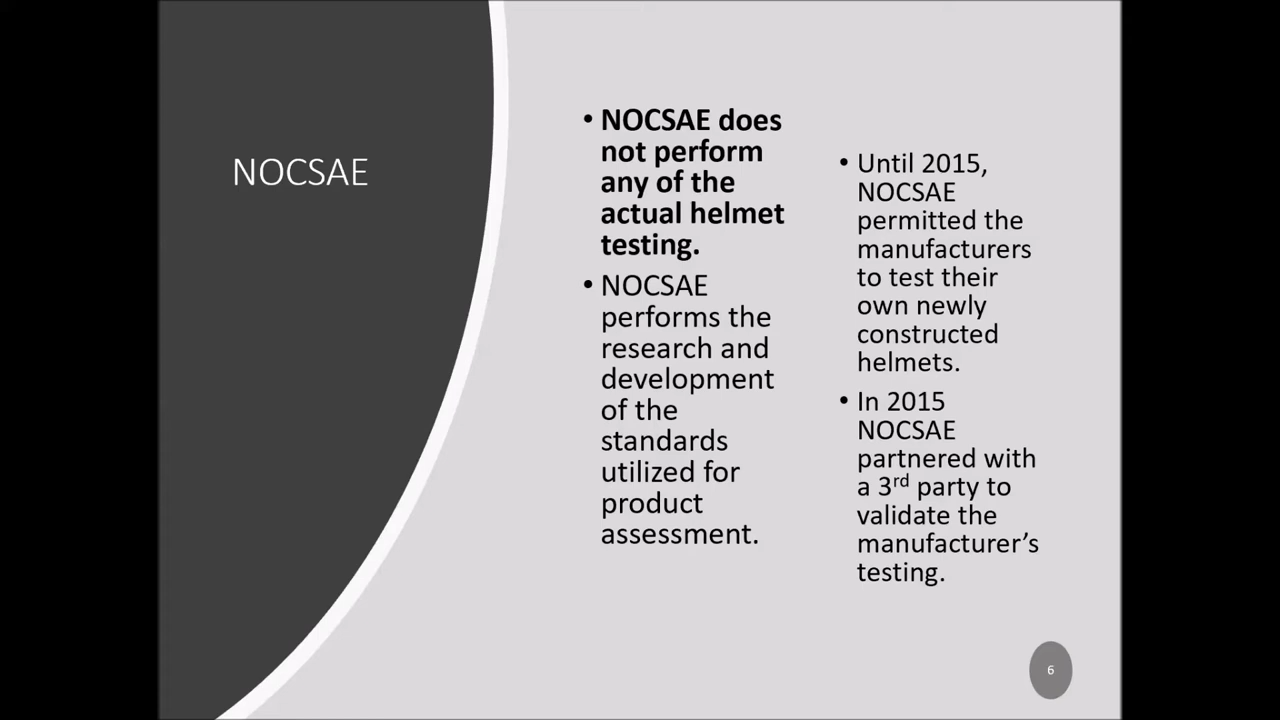 NOCSAE
• NOCSAE does
not perform
any of the
actual helmet
testing.
• NOCSAE
performs the
research and
development
of the
standards
utilized for
product
assessment.
• Until 2015,
NOCSAE
permitted the
manufacturers
to test their
own newly
constructed
helmets.
• In 2015
NOCSAE
partnered with
a 3rd party to
validate the
manufacturer’s
testing.
6